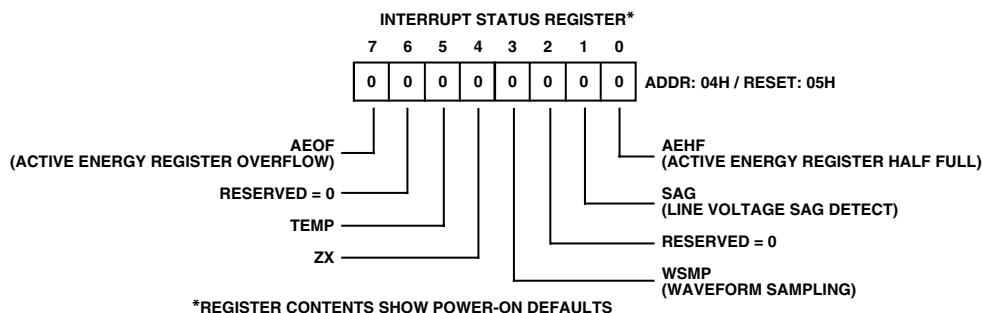 INTERRUPT STATUS REGISTER*
7 6 5 4 3 2 1 0
0 0 0 0 0 0 0 0 ADDR: 04H / RESET: 05H
AEOF
(ACTIVE ENERGY REGISTER OVERFLOW)
RESERVED = 0
TEMP
ZX
AEHF
(ACTIVE ENERGY REGISTER HALF FULL)
SAG
(LINE VOLTAGE SAG DETECT)
RESERVED = 0
WSMP
(WAVEFORM SAMPLING)
*REGISTER CONTENTS SHOW POWER-ON DEFAULTS